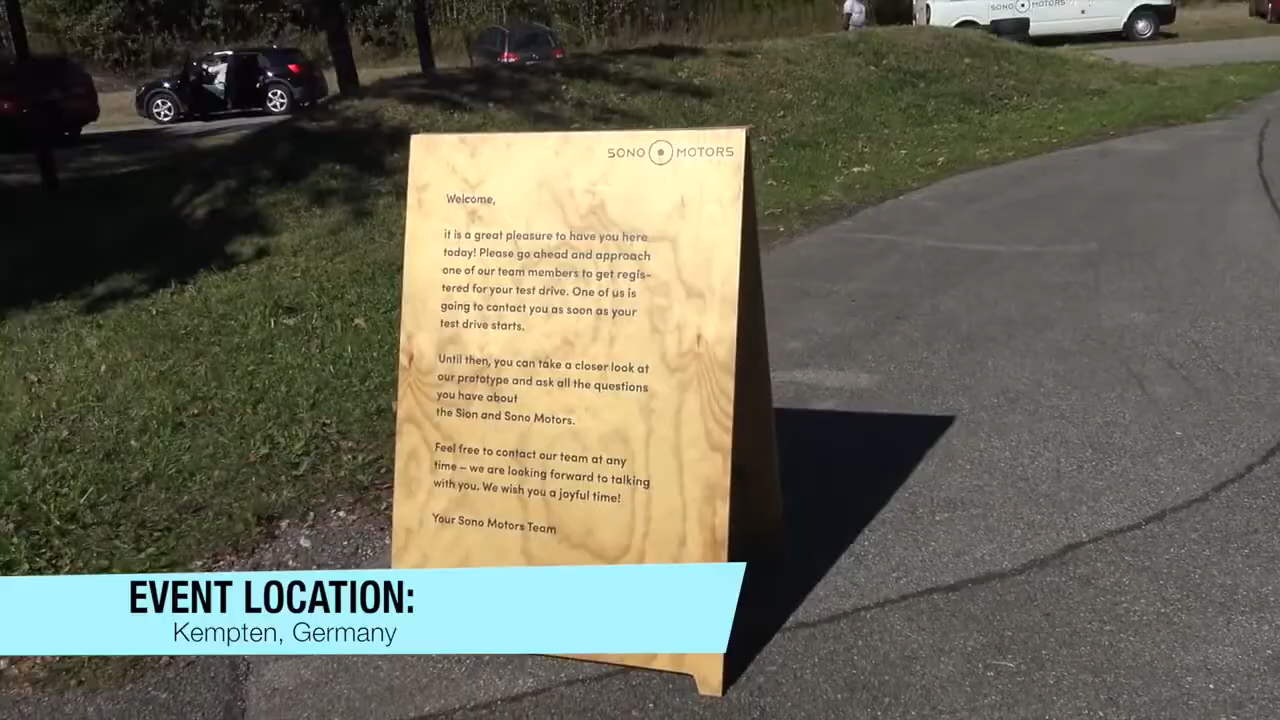 SONO MOTORS
SONO MOTORS
Welcome,
it is a great pleasure to have you here
today! Please go ahead and approach
one of our team members to get regis-
tered for your test drive. One of us is
going to contact you as soon as your
test drive starts.
Until then, you can take a closer look at
our prototype and ask all the questions
you have about
the Sion and Sono Motors.
Feel free to contact our team at any
time – we are looking forward to talking
with you. We wish you a joyful time!
Your Sono Motors Team
EVENT LOCATION:
Kempten, Germany